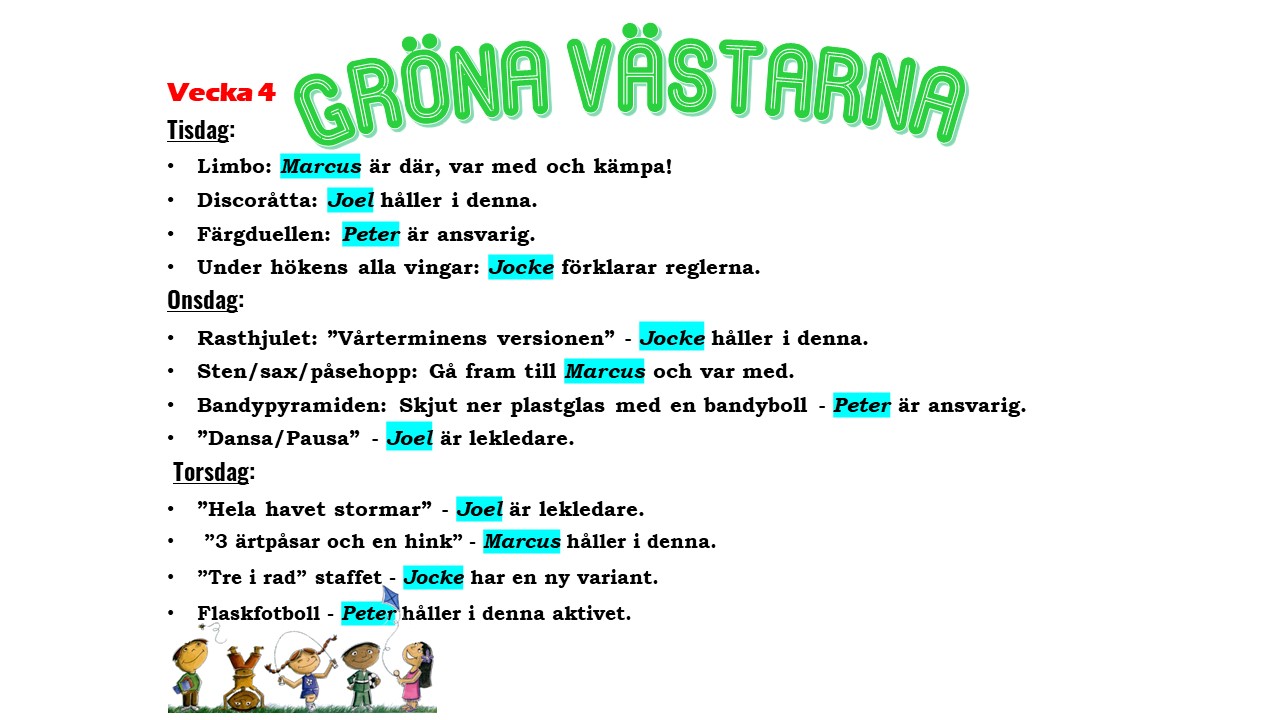 GRÖNA VÄSTARNA
Vecka 4
Tisdag:
• Limbo: Marcus är där, var med och kämpa!
• Discoråtta: Joel håller i denna.
• Färgduellen: Peter är ansvarig.
• Under hökens alla vingar: Jocke förklarar reglerna.
Onsdag:
• Rasthjulet: ”Vårterminens versionen” - Jocke håller i denna.
• Sten/sax/påsehopp: Gå fram till Marcus och var med.
• Bandypyramiden: Skjut ner plastglas med en bandyboll - Peter är ansvarig.
• ”Dansa/Pausa” - Joel är lekledare.
Torsdag:
• ”Hela havet stormar” - Joel är lekledare.
• ”3 ärtpåsar och en hink” - Marcus håller i denna.
• ”Tre i rad” staffet - Jocke har en ny variant.
• Flaskfotboll - Peter håller i denna aktivet.